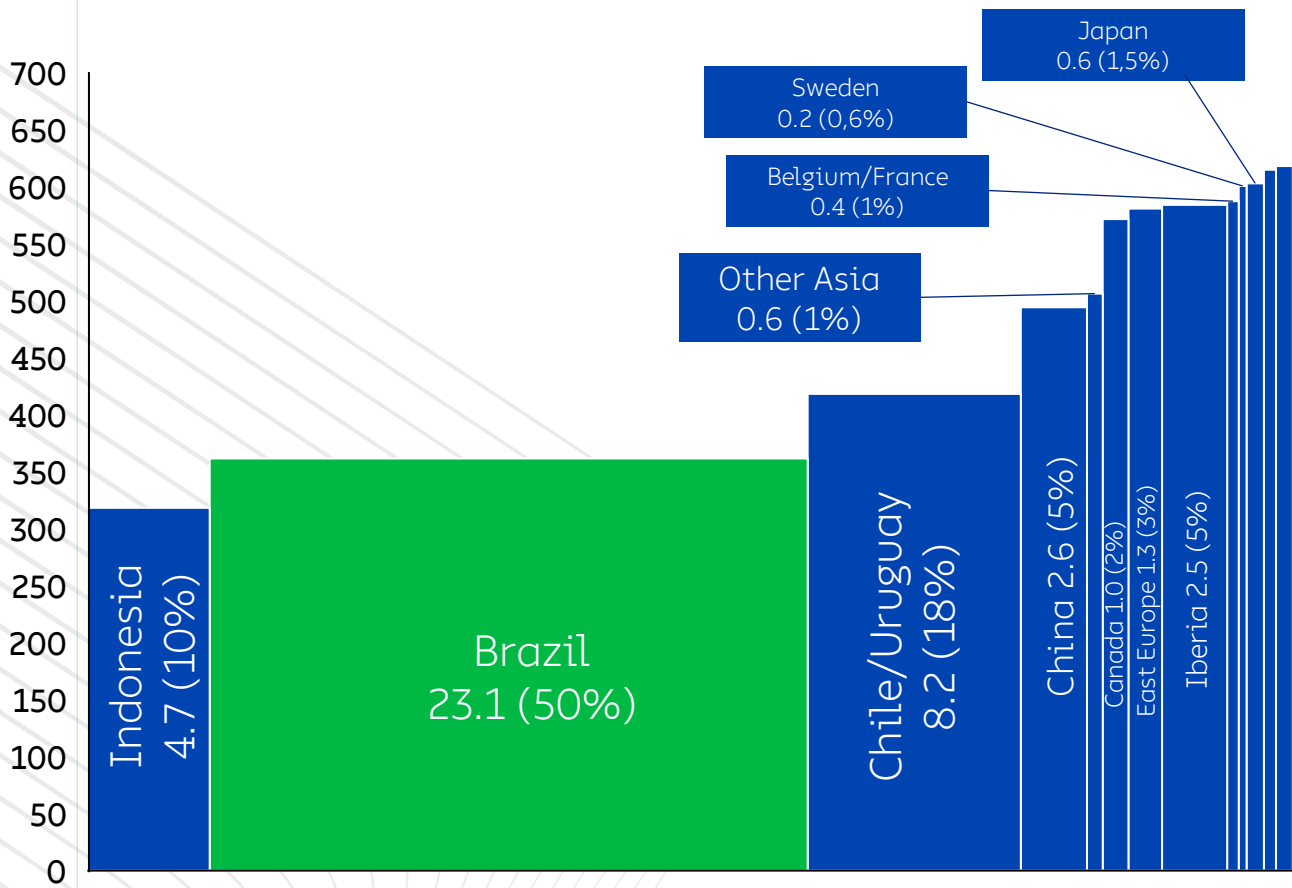 700
650
600
550
500
450
400
350
300
250
200
150
100
50
0
Indonesia
4.7 (10%)
Brazil
23.1 (50%)
Chile/Uruguay
8.2 (18%)
China 2.6 (5%)
Other Asia
0.6 (1%)
Canada 1.0 (2%)
East Europe 1.3 (3%)
Iberia 2.5 (5%)
Belgium/France
0.4 (1%)
Sweden
0.2 (0,6%)
Japan
0.6 (1,5%)